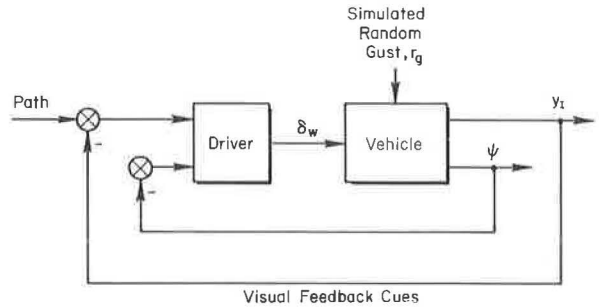 Simulated
Random
Gust, r_g
Path
Driver
δ_w
Vehicle
y_I
ψ
-
-
Visual Feedback Cues